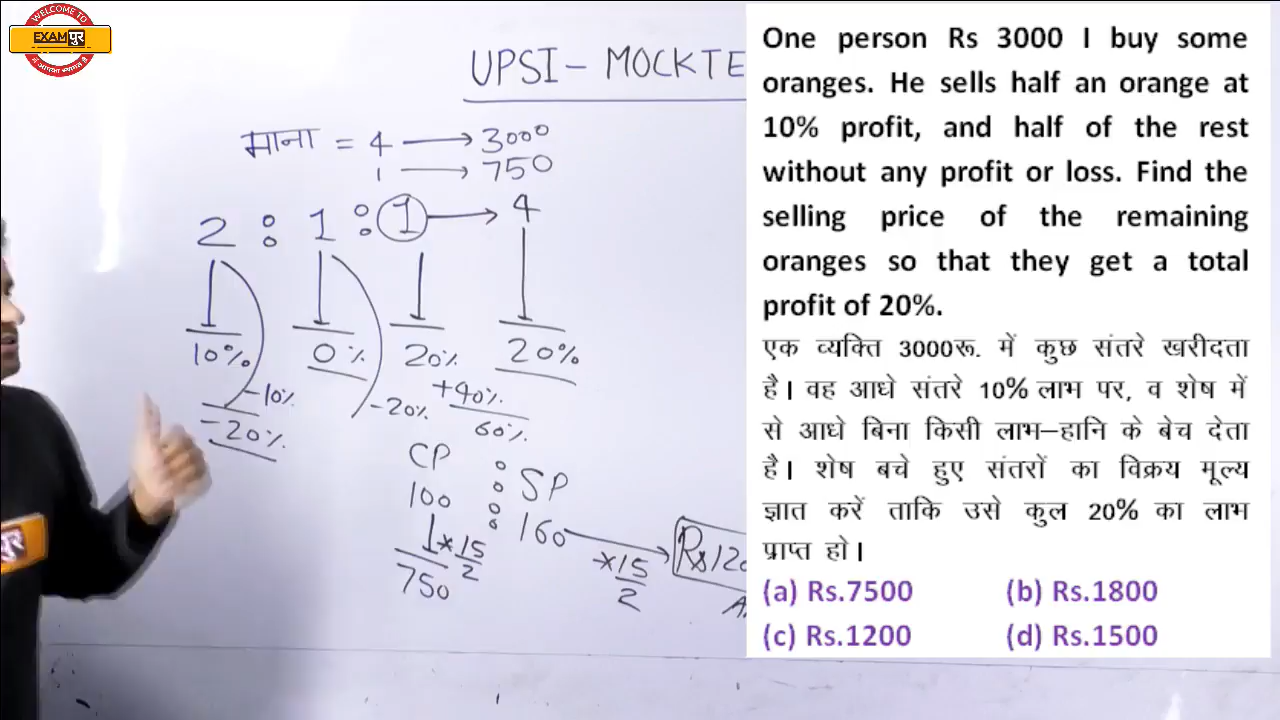 WELCOME TO
EXAMपुर
UPSI - MOCKTE
माना = 4 → 3000
1 → 750
2 : 1 : 1 → 4
10% 0% 20% 20%
-10% -20% +40%
-20% 60%
CP : SP
100 : 160 → Rs120
*15/2 *15/2
750
One person Rs 3000 I buy some
oranges. He sells half an orange at
10% profit, and half of the rest
without any profit or loss. Find the
selling price of the remaining
oranges so that they get a total
profit of 20%.
एक व्यक्ति 3000रू. में कुछ संतरे खरीदता
है। वह आधे संतरे 10% लाभ पर, व शेष में
से आधे बिना किसी लाभ–हानि के बेच देता
है। शेष बचे हुए संतरों का विक्रय मूल्य
ज्ञात करें ताकि उसे कुल 20% का लाभ
प्राप्त हो।
(a) Rs.7500 (b) Rs.1800
(c) Rs.1200 (d) Rs.1500